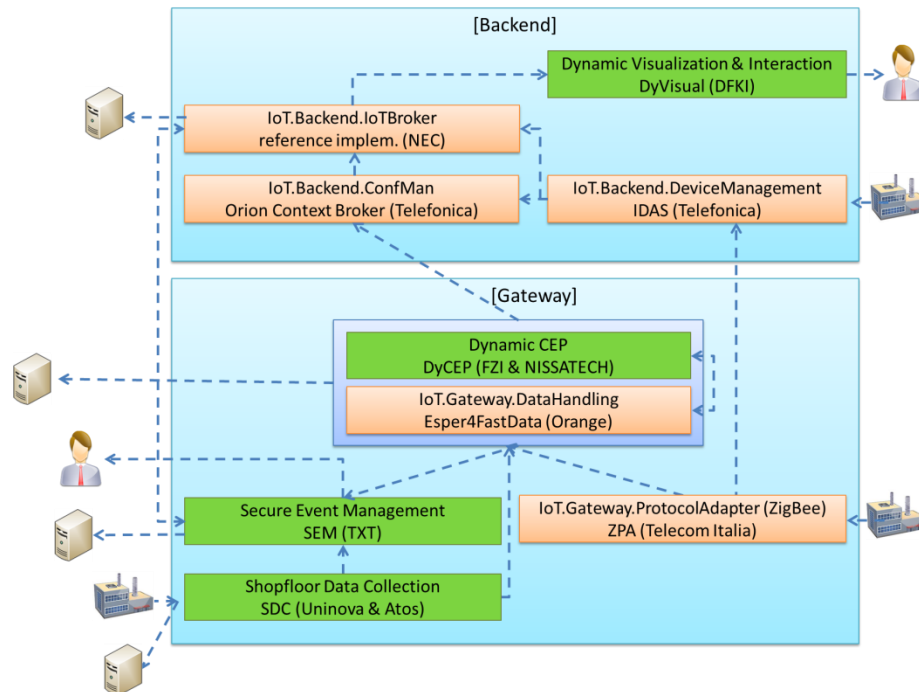 [Backend]
Dynamic Visualization & Interaction
DyVisual (DFKI)
IoT.Backend.IoTBroker
reference implem. (NEC)
IoT.Backend.ConfMan
Orion Context Broker (Telefonica)
IoT.Backend.DeviceManagement
IDAS (Telefonica)
[Gateway]
Dynamic CEP
DyCEP (FZI & NISSATECH)
IoT.Gateway.DataHandling
Esper4FastData (Orange)
Secure Event Management
SEM (TXT)
IoT.Gateway.ProtocolAdapter (ZigBee)
ZPA (Telecom Italia)
Shopfloor Data Collection
SDC (Uninova & Atos)